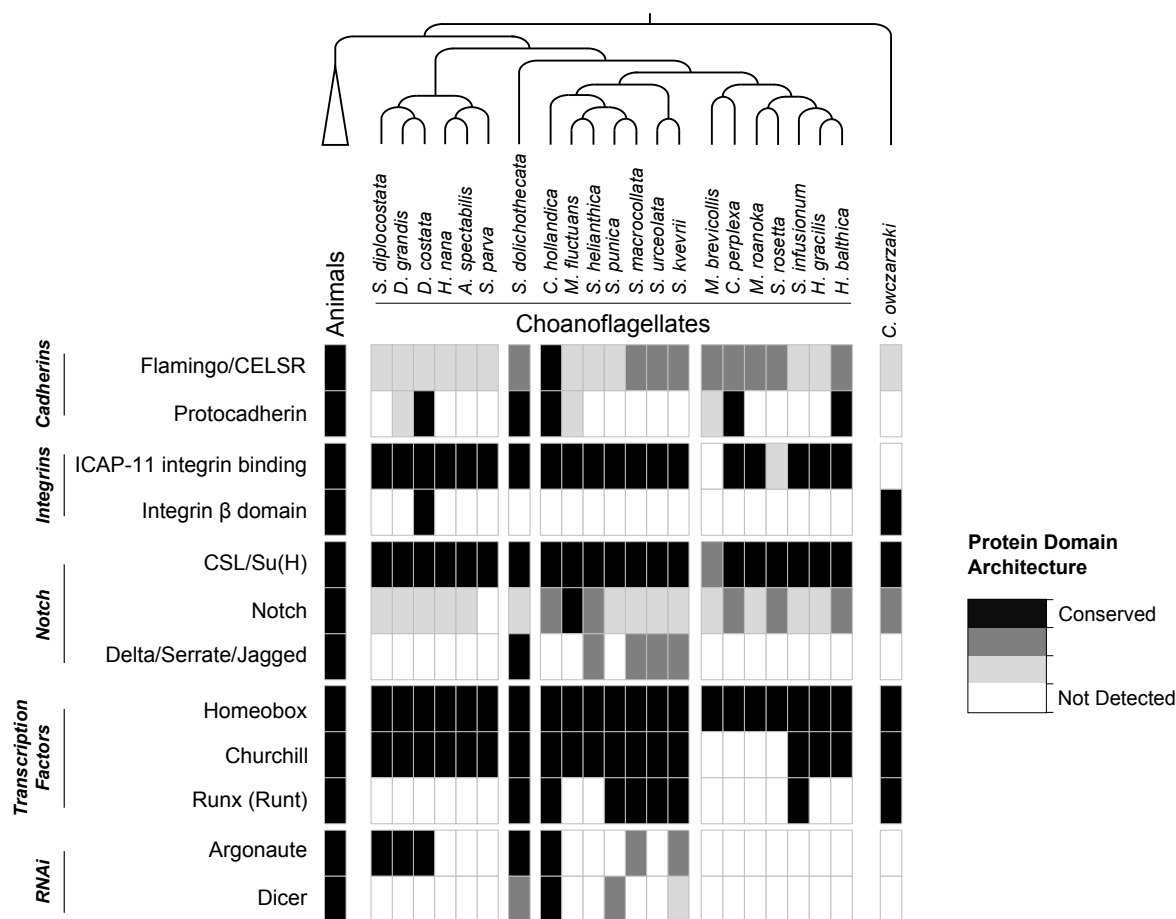 Animals
S. diplocostata
D. grandis
D. costata
H. nana
A. spectabilis
S. parva
S. dolichothecata
C. hollandica
M. fluctuans
S. helianthica
S. punica
S. macrocollata
S. urceolata
S. kvevrii
M. brevicollis
C. perplexa
M. roanoka
S. rosetta
S. infusionum
H. gracilis
H. balthica
C. owczarzaki
Choanoflagellates
Cadherins
Flamingo/CELSR
Protocadherin
Integrins
ICAP-11 integrin binding
Integrin β domain
Notch
CSL/Su(H)
Notch
Delta/Serrate/Jagged
Transcription
Factors
Homeobox
Churchill
Runx (Runt)
RNAi
Argonaute
Dicer
Protein Domain
Architecture
Conserved
Not Detected